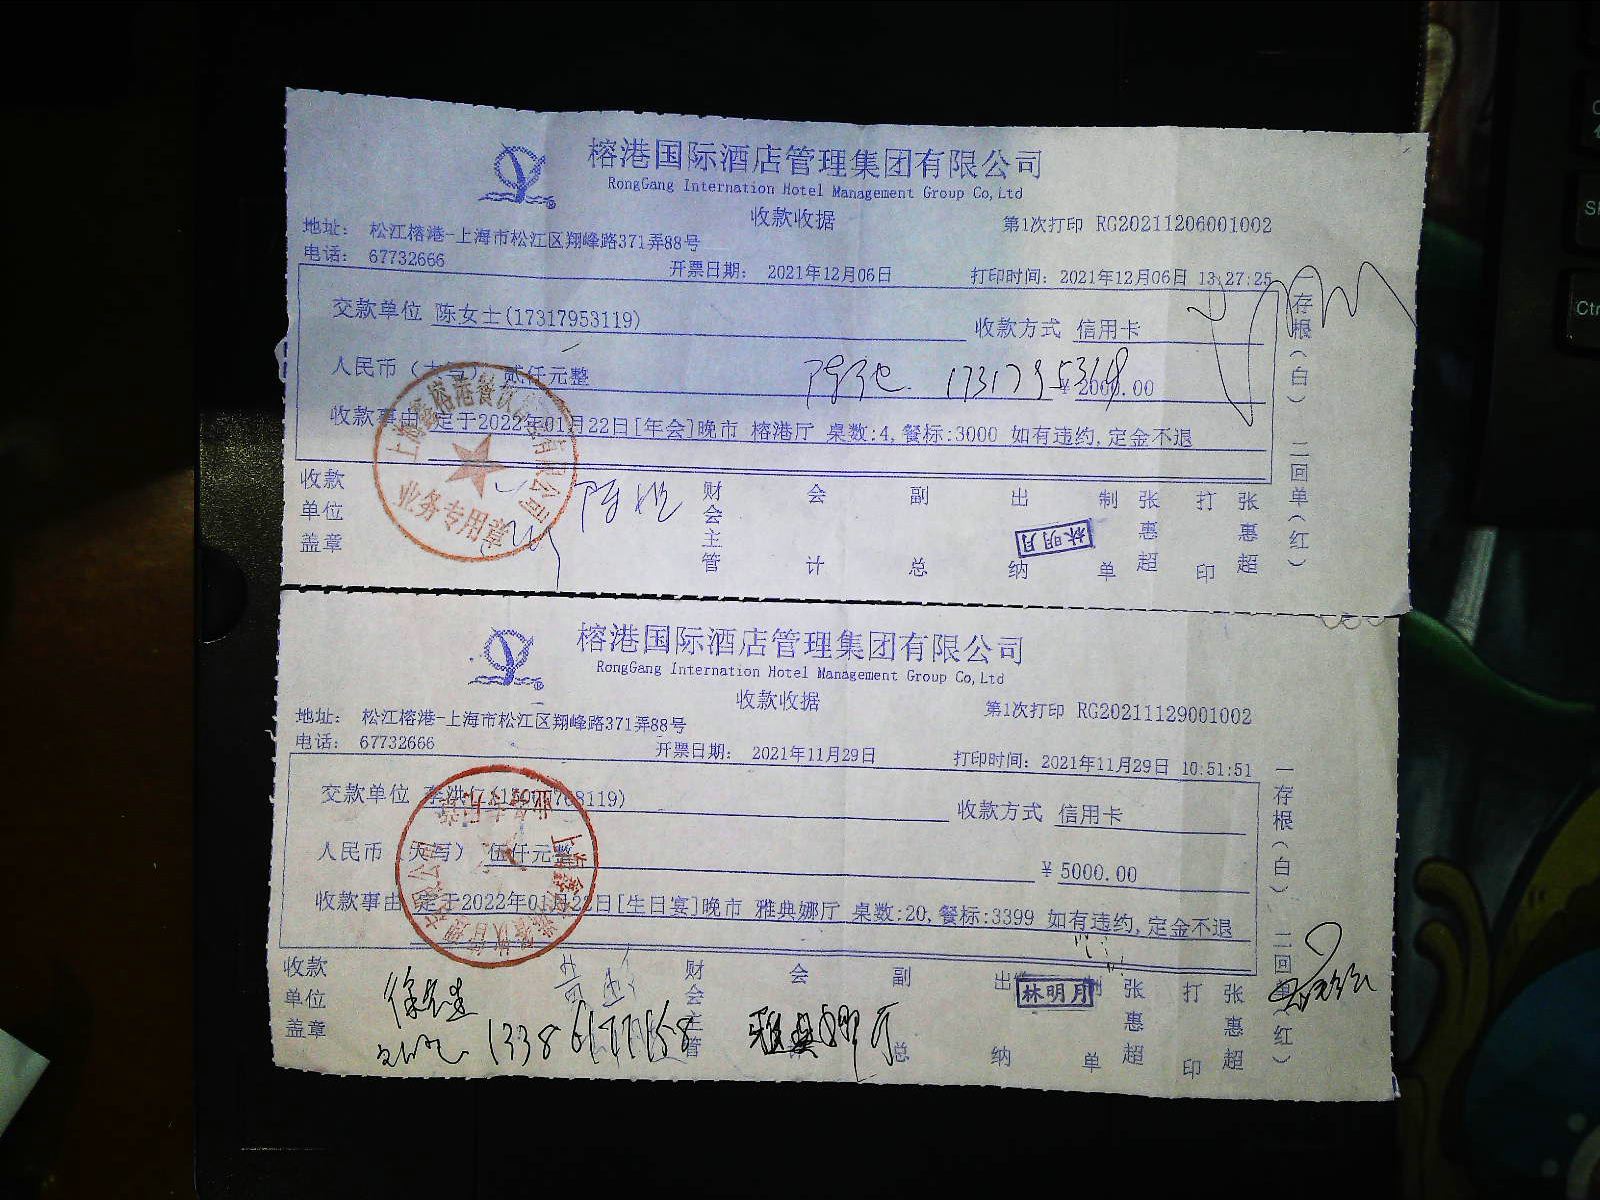 榕港国际酒店管理集团有限公司
RongGang Internation Hotel Management Group Co,Ltd
收款收据
第1次打印 RG20211206001002
地址： 松江榕港-上海市松江区翔峰路371弄88号
电话： 67732666
开票日期： 2021年12月06日
打印时间：2021年12月06日 13:27:25
交款单位 陈女士(17317953119)
收款方式 信用卡
人民币（大写） 贰仟元整
¥ 2000.00
收款事由 定于2022年01月22日[年会]晚市 榕港厅 桌数:4,餐标:3000 如有违约,定金不退
收款单位盖章
财会主管
会计
副总
出纳
林明月
制单
张惠超
打印
张惠超
一存根(白) 二回单(红)
业务专用章
榕港国际酒店管理集团有限公司
RongGang Internation Hotel Management Group Co,Ltd
收款收据
第1次打印 RG20211129001002
地址： 松江榕港-上海市松江区翔峰路371弄88号
电话： 67732666
开票日期： 2021年11月29日
打印时间：2021年11月29日 10:51:51
交款单位
收款方式 信用卡
人民币（大写） 伍仟元整
¥ 5000.00
收款事由 定于2022年01月22日[生日宴]晚市 雅典娜厅 桌数:20,餐标:3399 如有违约,定金不退
收款单位盖章
财会主管
会
副总
出纳
林明月
制单
张惠超
打印
张惠超
一存根(白) 二回单(红)
雅典娜厅